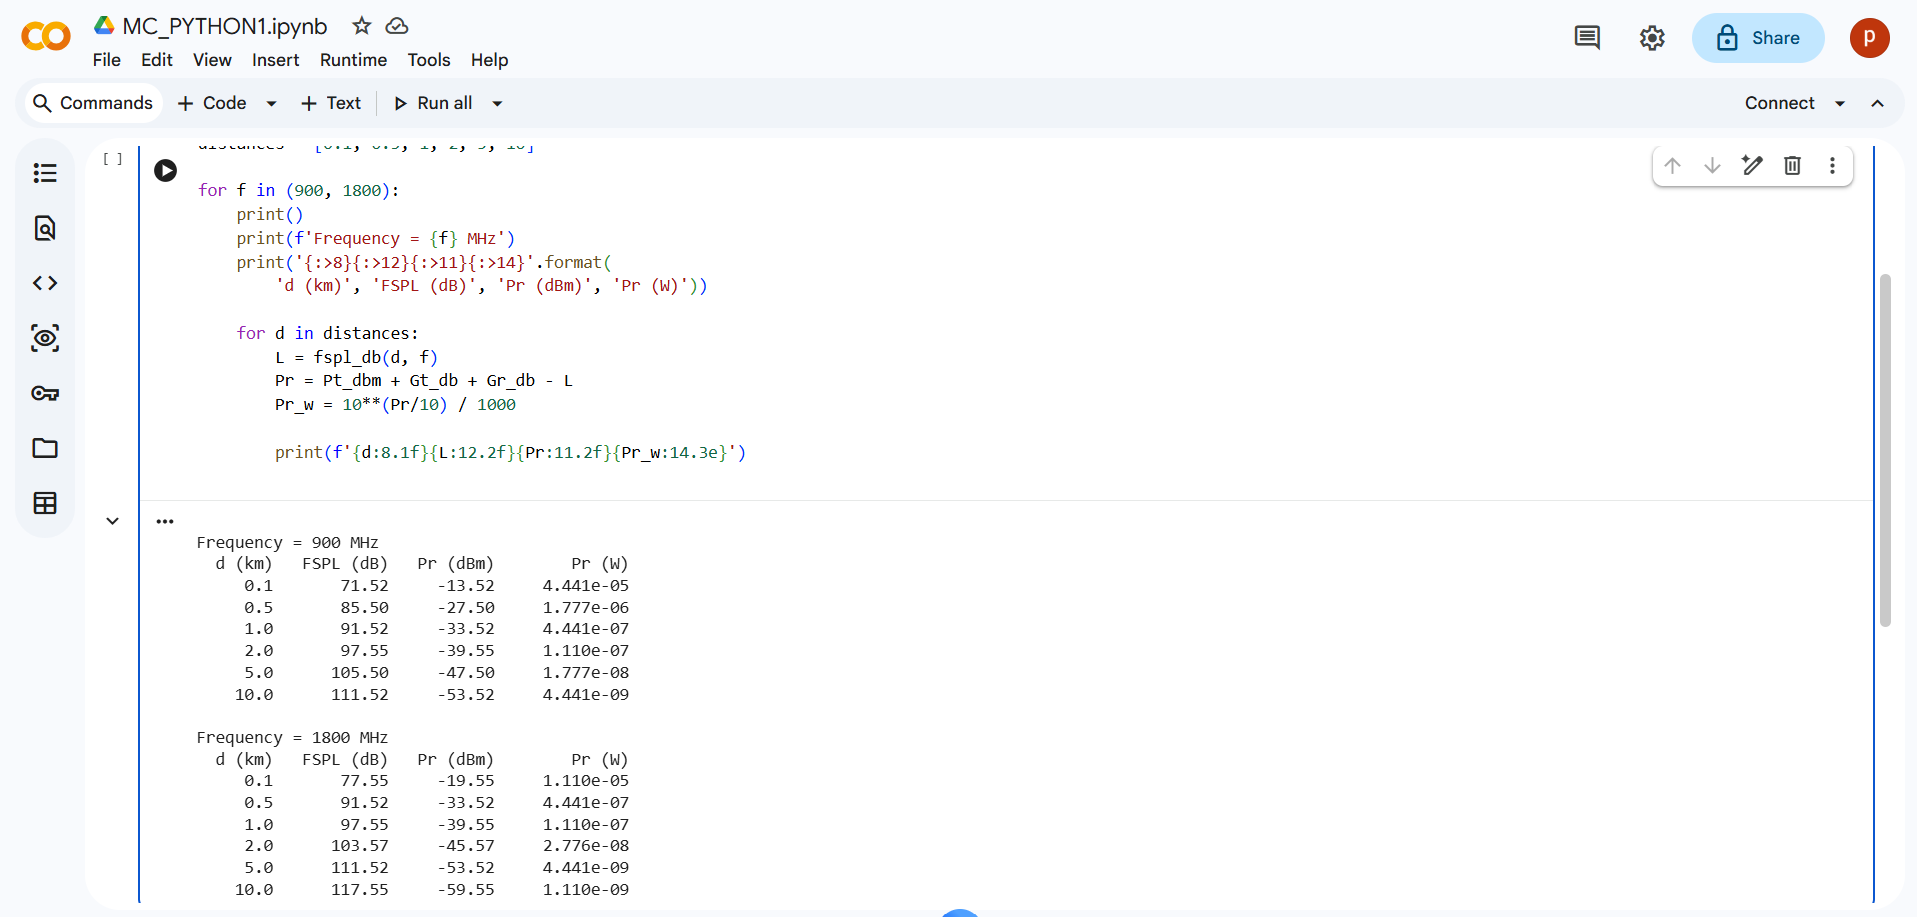 MC_PYTHON1.ipynb
File Edit View Insert Runtime Tools Help
Share
p
Commands + Code + Text Run all
Connect
[ ]
for f in (900, 1800):
    print()
    print(f'Frequency = {f} MHz')
    print('{:>8}{:>12}{:>11}{:>14}'.format(
        'd (km)', 'FSPL (dB)', 'Pr (dBm)', 'Pr (W)'))
    for d in distances:
        L = fspl_db(d, f)
        Pr = Pt_dbm + Gt_db + Gr_db - L
        Pr_w = 10**(Pr/10) / 1000
        print(f'{d:8.1f}{L:12.2f}{Pr:11.2f}{Pr_w:14.3e}')
Frequency = 900 MHz
d (km) FSPL (dB) Pr (dBm) Pr (W)
0.1 71.52 -13.52 4.441e-05
0.5 85.50 -27.50 1.777e-06
1.0 91.52 -33.52 4.441e-07
2.0 97.55 -39.55 1.110e-07
5.0 105.50 -47.50 1.777e-08
10.0 111.52 -53.52 4.441e-09
Frequency = 1800 MHz
d (km) FSPL (dB) Pr (dBm) Pr (W)
0.1 77.55 -19.55 1.110e-05
0.5 91.52 -33.52 4.441e-07
1.0 97.55 -39.55 1.110e-07
2.0 103.57 -45.57 2.776e-08
5.0 111.52 -53.52 4.441e-09
10.0 117.55 -59.55 1.110e-09